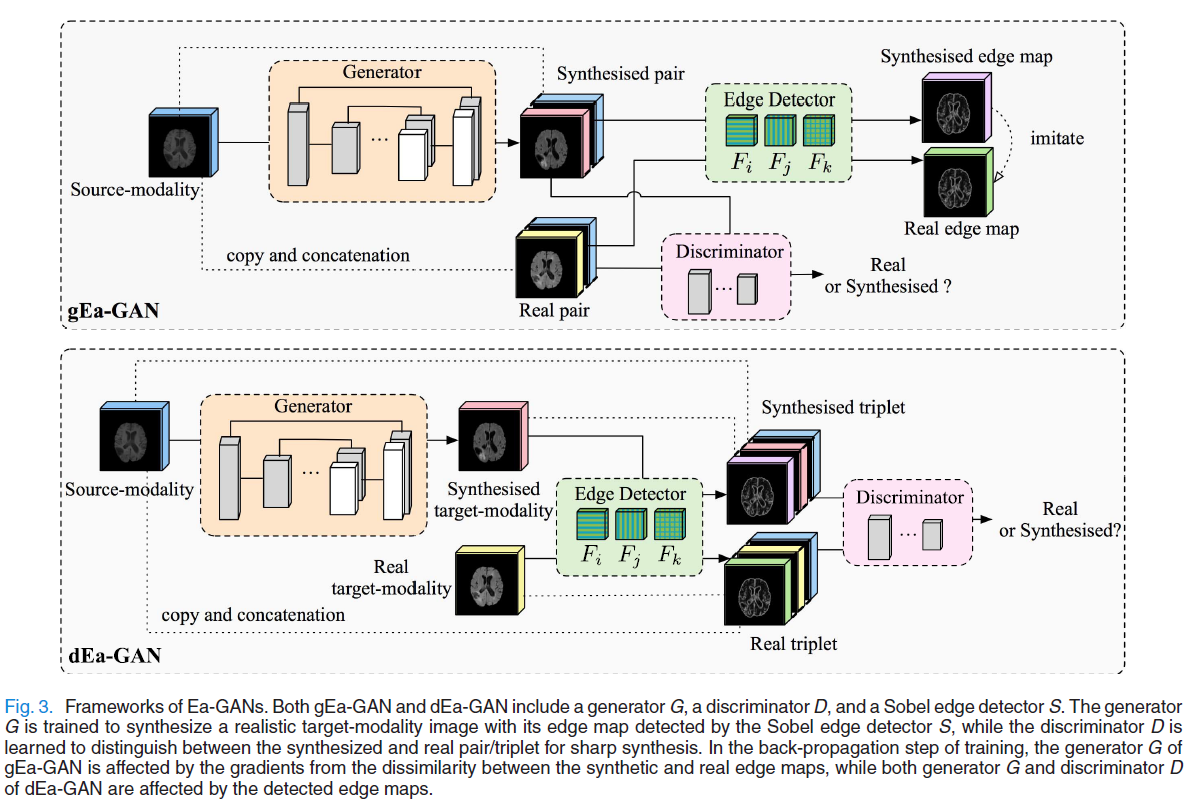 Generator
Synthesised pair
Synthesised edge map
Edge Detector
Fi Fj Fk
imitate
Source-modality
Real edge map
copy and concatenation
Discriminator
Real
or Synthesised ?
Real pair
gEa-GAN
Generator
Synthesised triplet
Source-modality
Synthesised
target-modality
Edge Detector
Fi Fj Fk
Discriminator
Real
or Synthesised?
Real
target-modality
copy and concatenation
Real triplet
dEa-GAN
Fig. 3. Frameworks of Ea-GANs. Both gEa-GAN and dEa-GAN include a generator G, a discriminator D, and a Sobel edge detector S. The generator
G is trained to synthesize a realistic target-modality image with its edge map detected by the Sobel edge detector S, while the discriminator D is
learned to distinguish between the synthesized and real pair/triplet for sharp synthesis. In the back-propagation step of training, the generator G of
gEa-GAN is affected by the gradients from the dissimilarity between the synthetic and real edge maps, while both generator G and discriminator D
of dEa-GAN are affected by the detected edge maps.